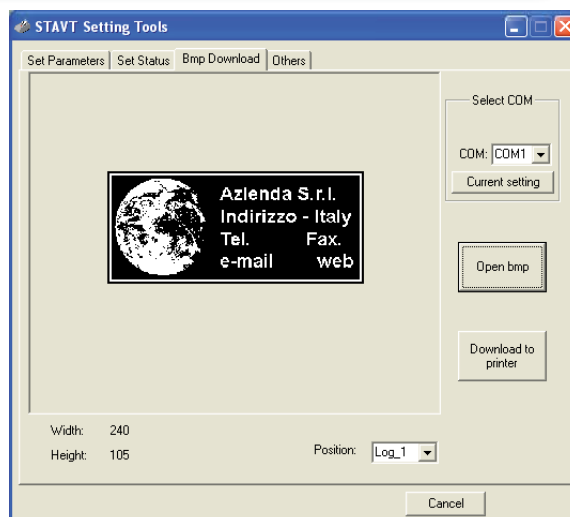 STAVT Setting Tools
Set Parameters Set Status Bmp Download Others
Select COM
COM: COM1
Current setting
Azienda S.r.l.
Indirizzo - Italy
Tel. Fax.
e-mail web
Open bmp
Download to
printer
Width: 240
Height: 105
Position: Log_1
Cancel